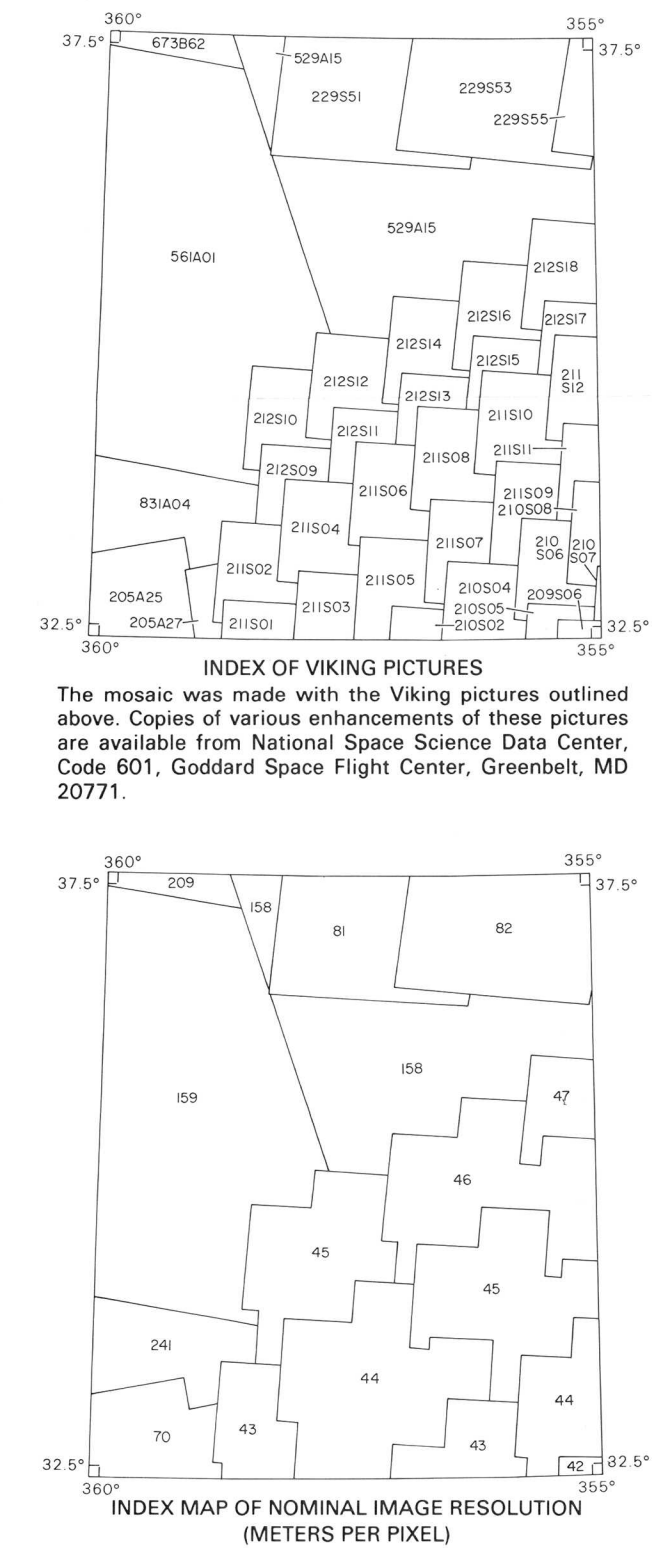 360°
355°
37.5°
37.5°
673B62
529A15
229S51
229S53
229S55
529A15
561A01
212S18
212S16
212S17
212S14
212S15
212S12
211
S12
212S13
212S10
211S10
212S11
211S11
211S08
212S09
211S06
211S09
831A04
210S08
211S04
211S07
210
S06
210
S07
211S02
211S05
210S04
209S06
205A25
211S03
210S05
205A27
211S01
210S02
32.5°
32.5°
360°
355°
INDEX OF VIKING PICTURES
The mosaic was made with the Viking pictures outlined
above. Copies of various enhancements of these pictures
are available from National Space Science Data Center,
Code 601, Goddard Space Flight Center, Greenbelt, MD
20771.
360°
355°
37.5°
37.5°
209
158
81
82
158
159
47
46
45
45
241
44
44
70
43
43
42
32.5°
32.5°
360°
355°
INDEX MAP OF NOMINAL IMAGE RESOLUTION
(METERS PER PIXEL)